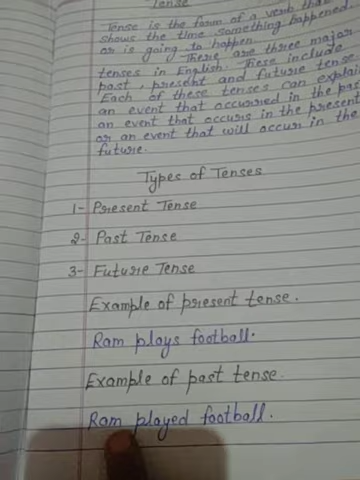 Tense
Tense is the form of a verb that
shows the time something happened
or is going to happen.
There are three major
tenses in English. These include
past, present and future tense
Each of these tenses can explain
an event that occurried in the past
an event that occurs in the present
or an event that will occur in the
future.
Types of Tenses
1- Present Tense
2- Past Tense
3- Future Tense
Example of present tense.
Ram plays football.
Example of past tense.
Ram played football.